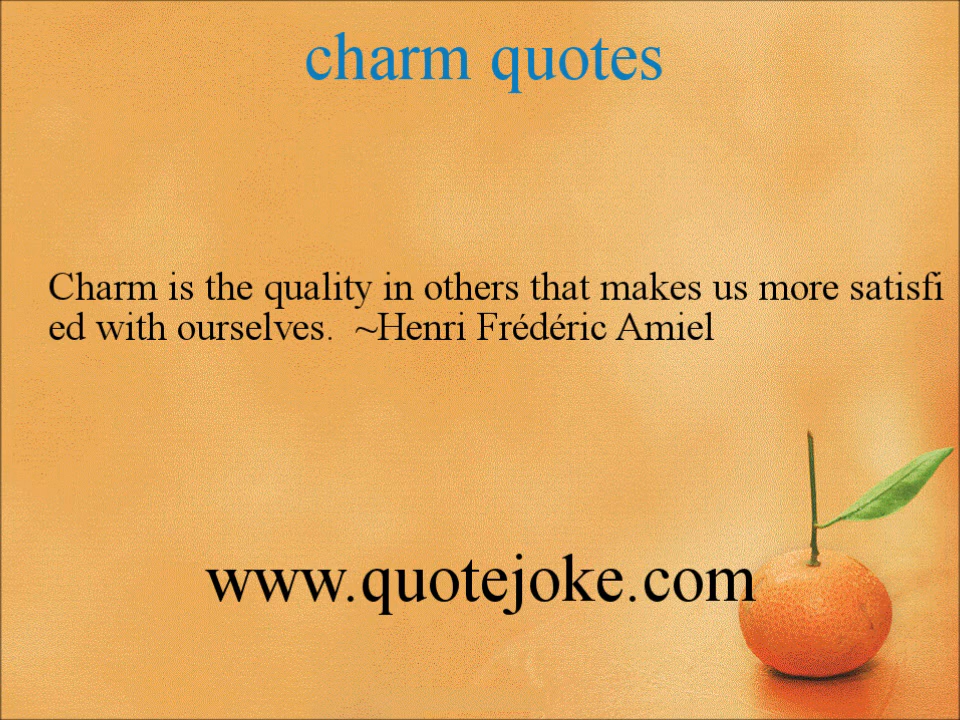 charm quotes
Charm is the quality in others that makes us more satisfi
ed with ourselves.  ~Henri Frédéric Amiel
www.quotejoke.com